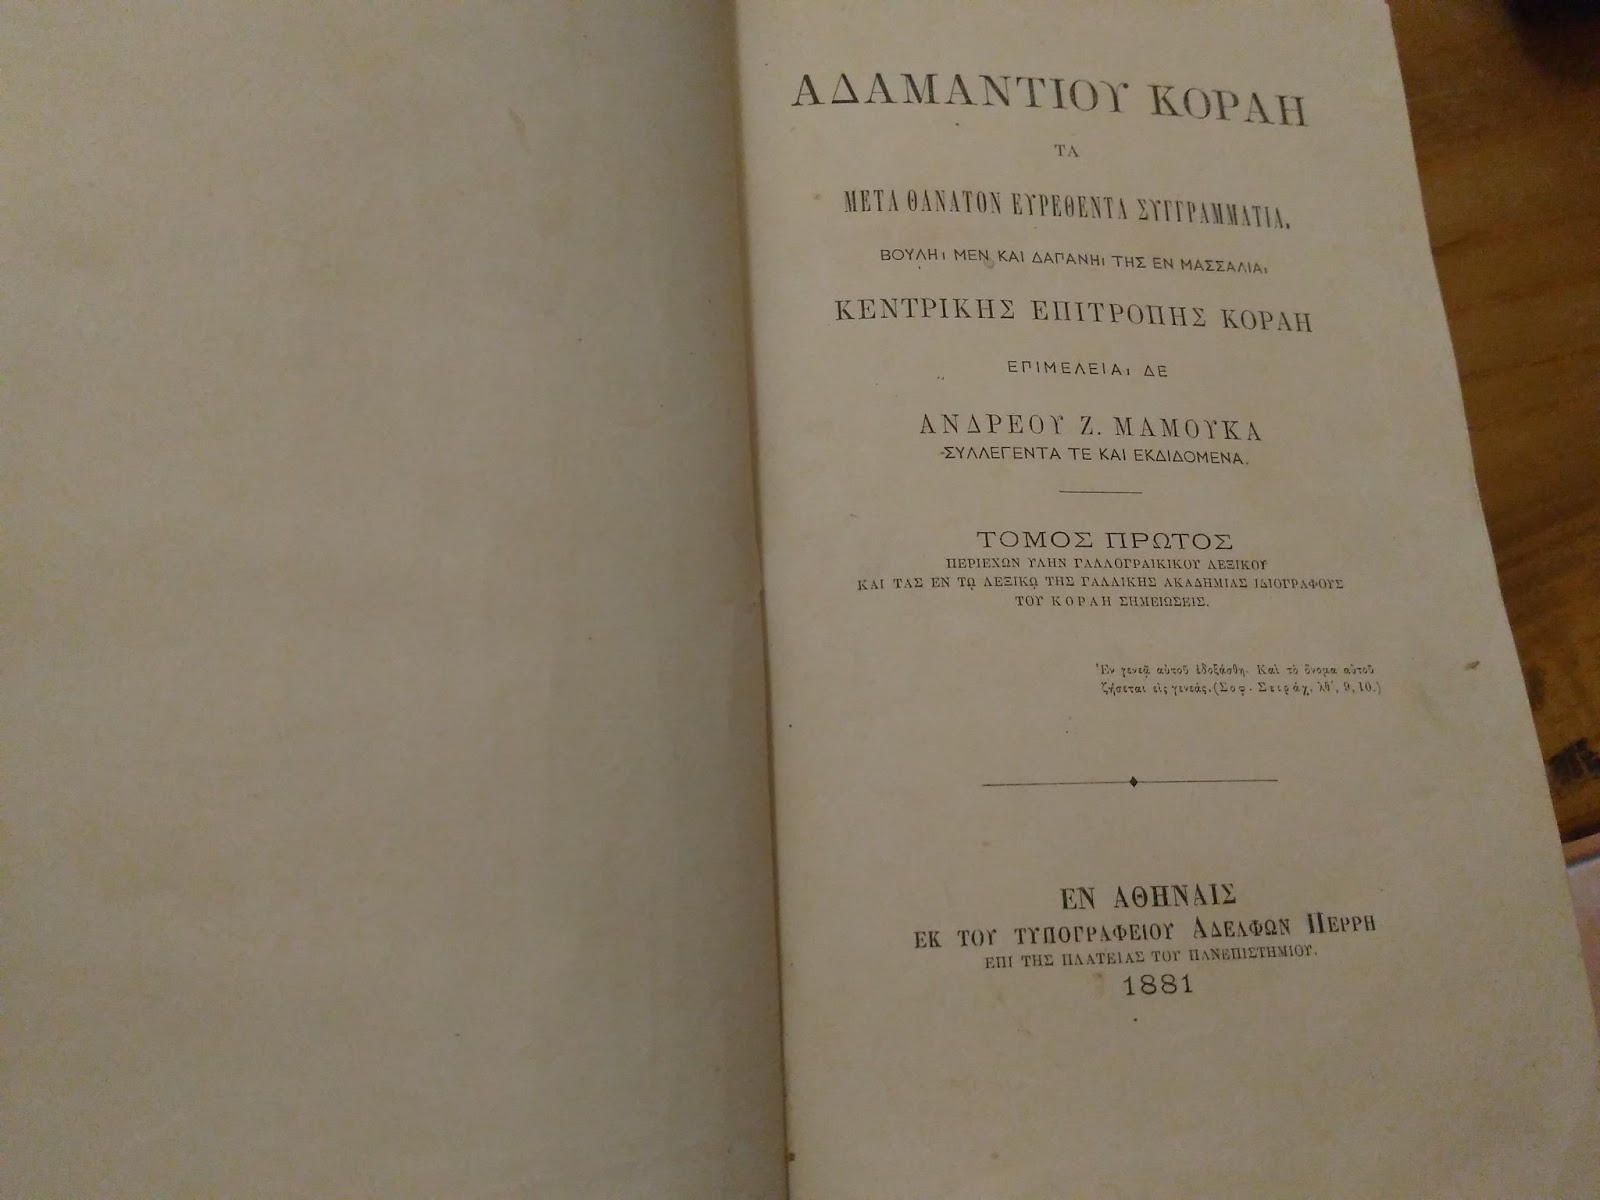 ΑΔΑΜΑΝΤΙΟΥ ΚΟΡΑΗ
ΤΑ
ΜΕΤΑ ΘΑΝΑΤΟΝ ΕΥΡΕΘΕΝΤΑ ΣΥΓΓΡΑΜΜΑΤΙΑ,
ΒΟΥΛΗι ΜΕΝ ΚΑΙ ΔΑΠΑΝΗι ΤΗΣ ΕΝ ΜΑΣΣΑΛΙΑι
ΚΕΝΤΡΙΚΗΣ ΕΠΙΤΡΟΠΗΣ ΚΟΡΑΗ
ΕΠΙΜΕΛΕΙΑι ΔΕ
ΑΝΔΡΕΟΥ Ζ. ΜΑΜΟΥΚΑ
ΣΥΛΛΕΓΕΝΤΑ ΤΕ ΚΑΙ ΕΚΔΙΔΟΜΕΝΑ.
ΤΟΜΟΣ ΠΡΩΤΟΣ
ΠΕΡΙΕΧΩΝ ΥΛΗΝ ΓΑΛΛΟΓΡΑΙΚΙΚΟΥ ΛΕΞΙΚΟΥ
ΚΑΙ ΤΑΣ ΕΝ Τῼ ΛΕΞΙΚῼ ΤΗΣ ΓΑΛΛΙΚΗΣ ΑΚΑΔΗΜΙΑΣ ΙΔΙΟΓΡΑΦΟΥΣ
ΤΟΥ ΚΟΡΑΗ ΣΗΜΕΙΩΣΕΙΣ.
Ἐν γενεᾷ αὐτοῦ ἐδοξάσθη. Καὶ τὸ ὄνομα αὐτοῦ
ζήσεται εἰς γενεάς. (Σοφ. Σειράχ, λθ', 9, 10.)
ΕΝ ΑΘΗΝΑΙΣ
ΕΚ ΤΟΥ ΤΥΠΟΓΡΑΦΕΙΟΥ ΑΔΕΛΦΩΝ ΠΕΡΡΗ
ΕΠΙ ΤΗΣ ΠΛΑΤΕΙΑΣ ΤΟΥ ΠΑΝΕΠΙΣΤΗΜΙΟΥ.
1881